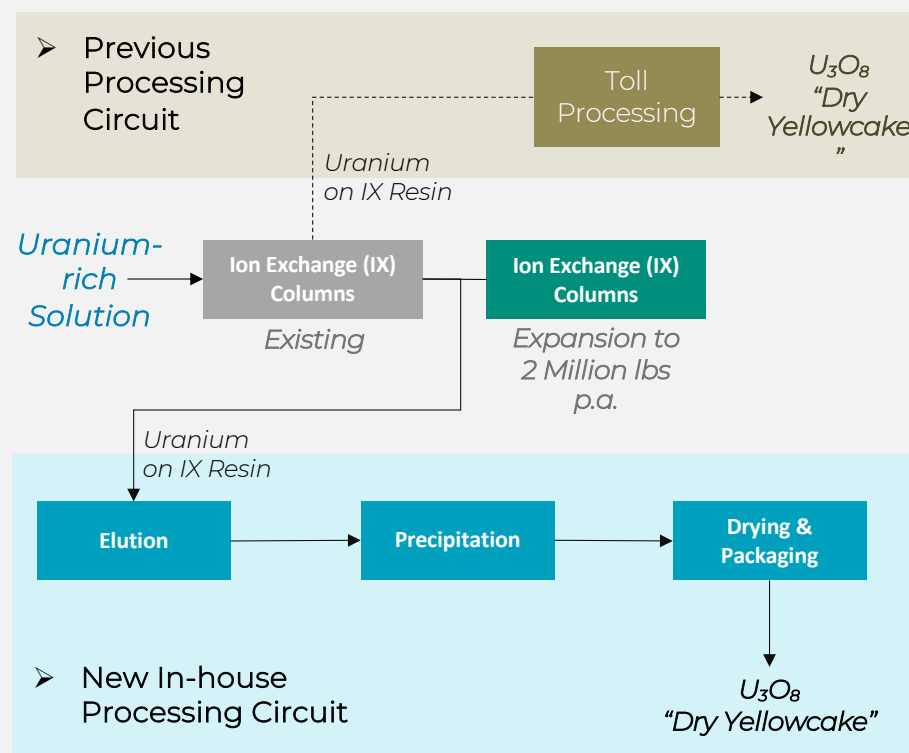 ➢ Previous
Processing
Circuit
Toll
Processing
U₃O₈
“Dry
Yellowcake
”
Uranium
on IX Resin
Uranium-
rich
Solution
Ion Exchange (IX)
Columns
Existing
Ion Exchange (IX)
Columns
Expansion to
2 Million lbs
p.a.
Uranium
on IX Resin
Elution
Precipitation
Drying &
Packaging
➢ New In-house
Processing Circuit
U₃O₈
“Dry Yellowcake”